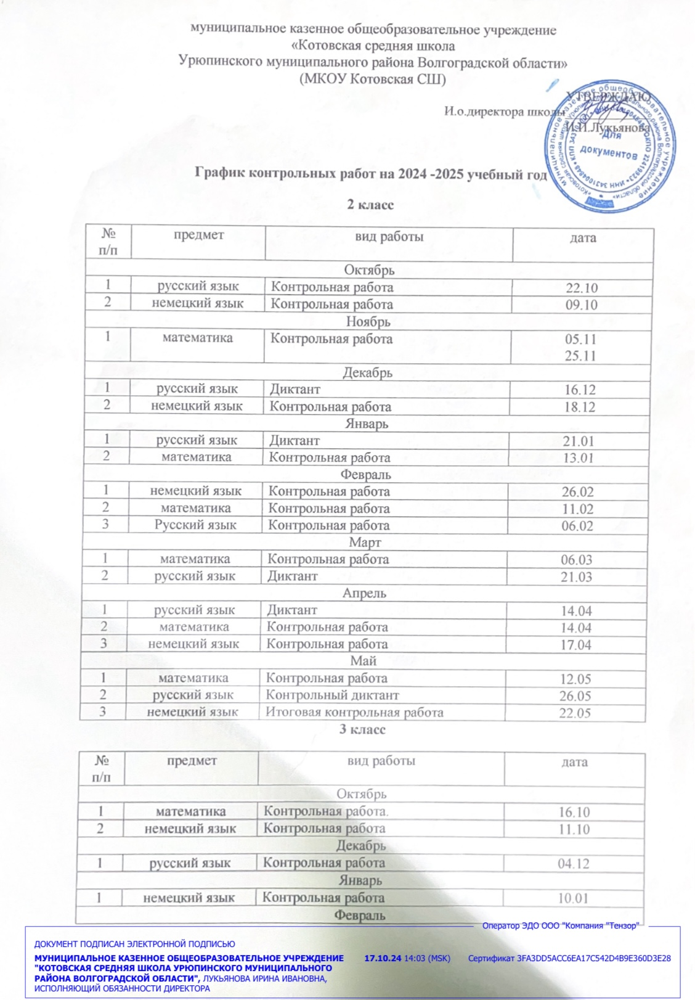 муниципальное казенное общеобразовательное учреждение
«Котовская средняя школа
Урюпинского муниципального района Волгоградской области»
(МКОУ Котовская СШ)
УТВЕРЖДАЮ
И.о.директора школы
И.И.Лукьянова
Для
документов
График контрольных работ на 2024 -2025 учебный год
2 класс
№ п/п предмет вид работы дата
Октябрь
1 русский язык Контрольная работа 22.10
2 немецкий язык Контрольная работа 09.10
Ноябрь
1 математика Контрольная работа 05.11
25.11
Декабрь
1 русский язык Диктант 16.12
2 немецкий язык Контрольная работа 18.12
Январь
1 русский язык Диктант 21.01
2 математика Контрольная работа 13.01
Февраль
1 немецкий язык Контрольная работа 26.02
2 математика Контрольная работа 11.02
3 Русский язык Контрольная работа 06.02
Март
1 математика Контрольная работа 06.03
2 русский язык Диктант 21.03
Апрель
1 русский язык Диктант 14.04
2 математика Контрольная работа 14.04
3 немецкий язык Контрольная работа 17.04
Май
1 математика Контрольная работа 12.05
2 русский язык Контрольный диктант 26.05
3 немецкий язык Итоговая контрольная работа 22.05
3 класс
№ п/п предмет вид работы дата
Октябрь
1 математика Контрольная работа. 16.10
2 немецкий язык Контрольная работа 11.10
Декабрь
1 русский язык Контрольная работа 04.12
Январь
1 немецкий язык Контрольная работа 10.01
Февраль
Оператор ЭДО ООО "Компания "Тензор"
ДОКУМЕНТ ПОДПИСАН ЭЛЕКТРОННОЙ ПОДПИСЬЮ
МУНИЦИПАЛЬНОЕ КАЗЕННОЕ ОБЩЕОБРАЗОВАТЕЛЬНОЕ УЧРЕЖДЕНИЕ 17.10.24 14:03 (MSK) Сертификат 3FA3DD5ACC6EA17C542D4B9E360D3E28
"КОТОВСКАЯ СРЕДНЯЯ ШКОЛА УРЮПИНСКОГО МУНИЦИПАЛЬНОГО
РАЙОНА ВОЛГОГРАДСКОЙ ОБЛАСТИ", ЛУКЬЯНОВА ИРИНА ИВАНОВНА,
ИСПОЛНЯЮЩИЙ ОБЯЗАННОСТИ ДИРЕКТОРА